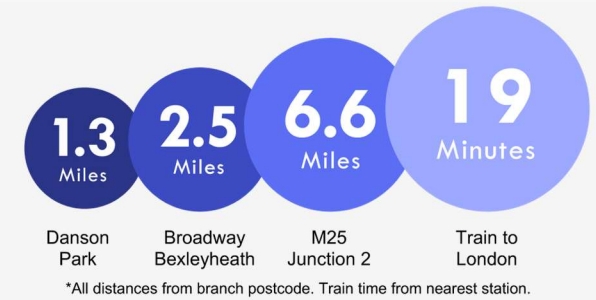 1.3
Miles
2.5
Miles
6.6
Miles
19
Minutes
Danson
Park
Broadway
Bexleyheath
M25
Junction 2
Train to
London
*All distances from branch postcode. Train time from nearest station.